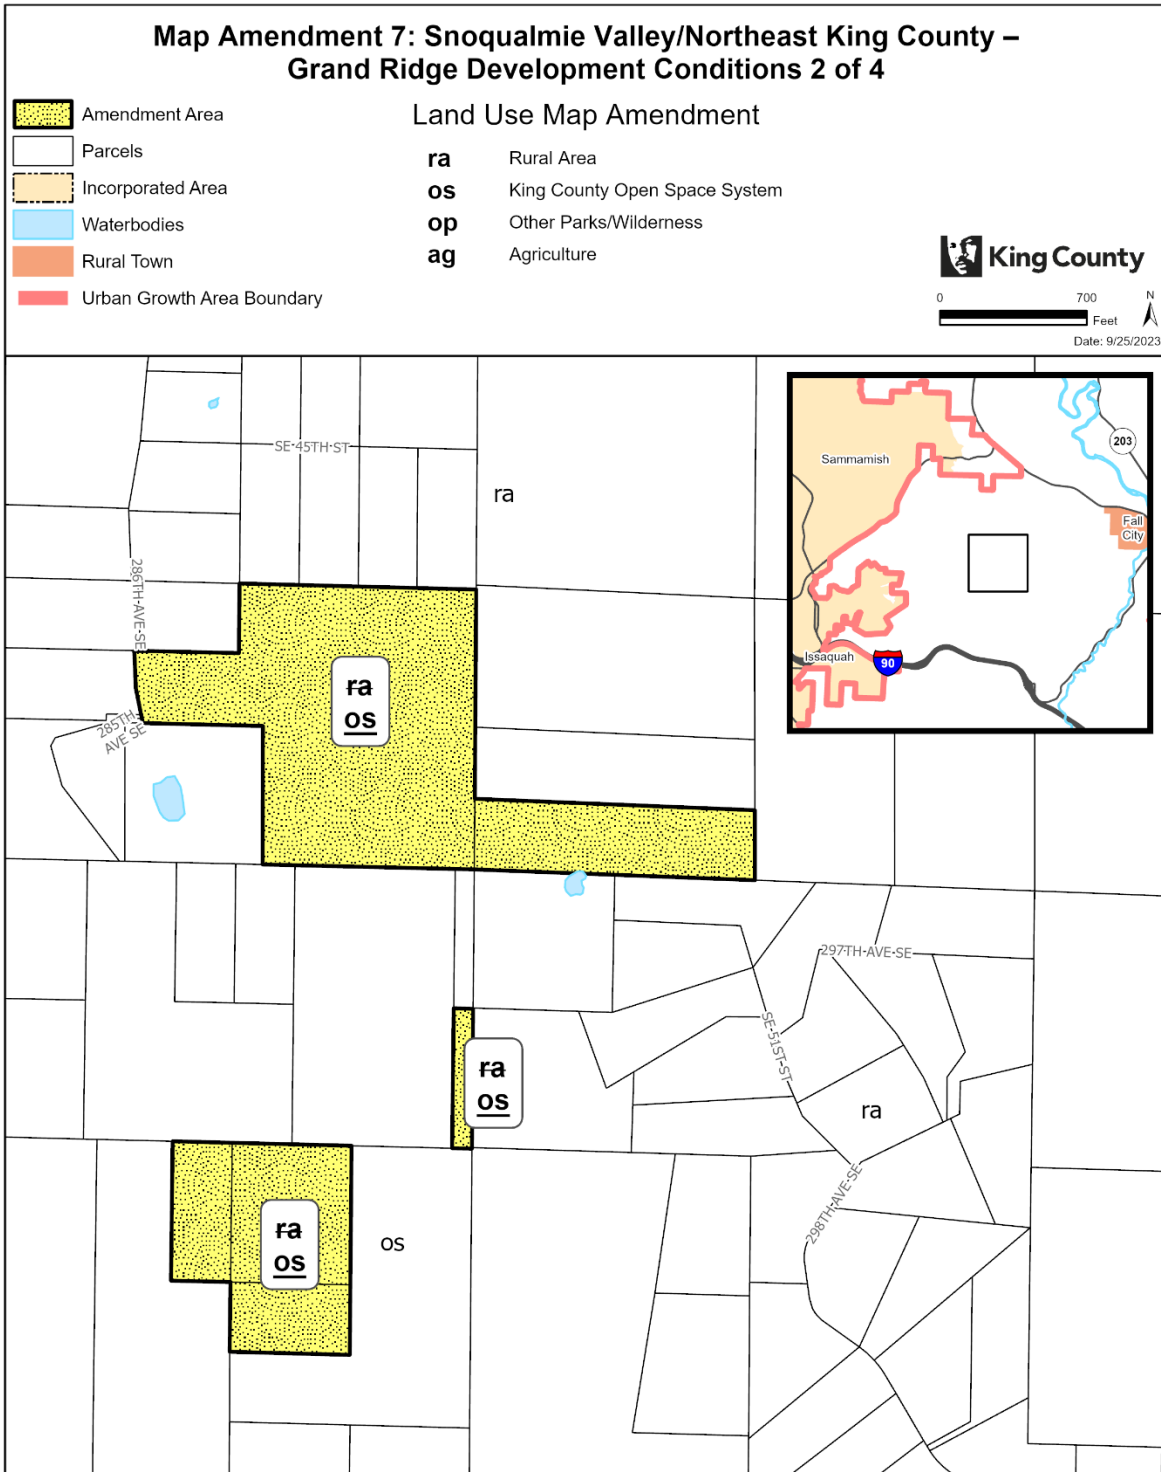 Map Amendment 7: Snoqualmie Valley/Northeast King County –
Grand Ridge Development Conditions 2 of 4
Amendment Area
Parcels
Incorporated Area
Waterbodies
Rural Town
Urban Growth Area Boundary
Land Use Map Amendment
ra Rural Area
os King County Open Space System
op Other Parks/Wilderness
ag Agriculture
King County
0 700
Feet
N
Date: 9/25/2023
203
Sammamish
Fall
City
Issaquah
90
SE 45TH ST
ra
286TH AVE SE
ra
os
285TH
AVE SE
297TH AVE SE
SE 51ST ST
ra
os
ra
298TH AVE SE
ra
os
os